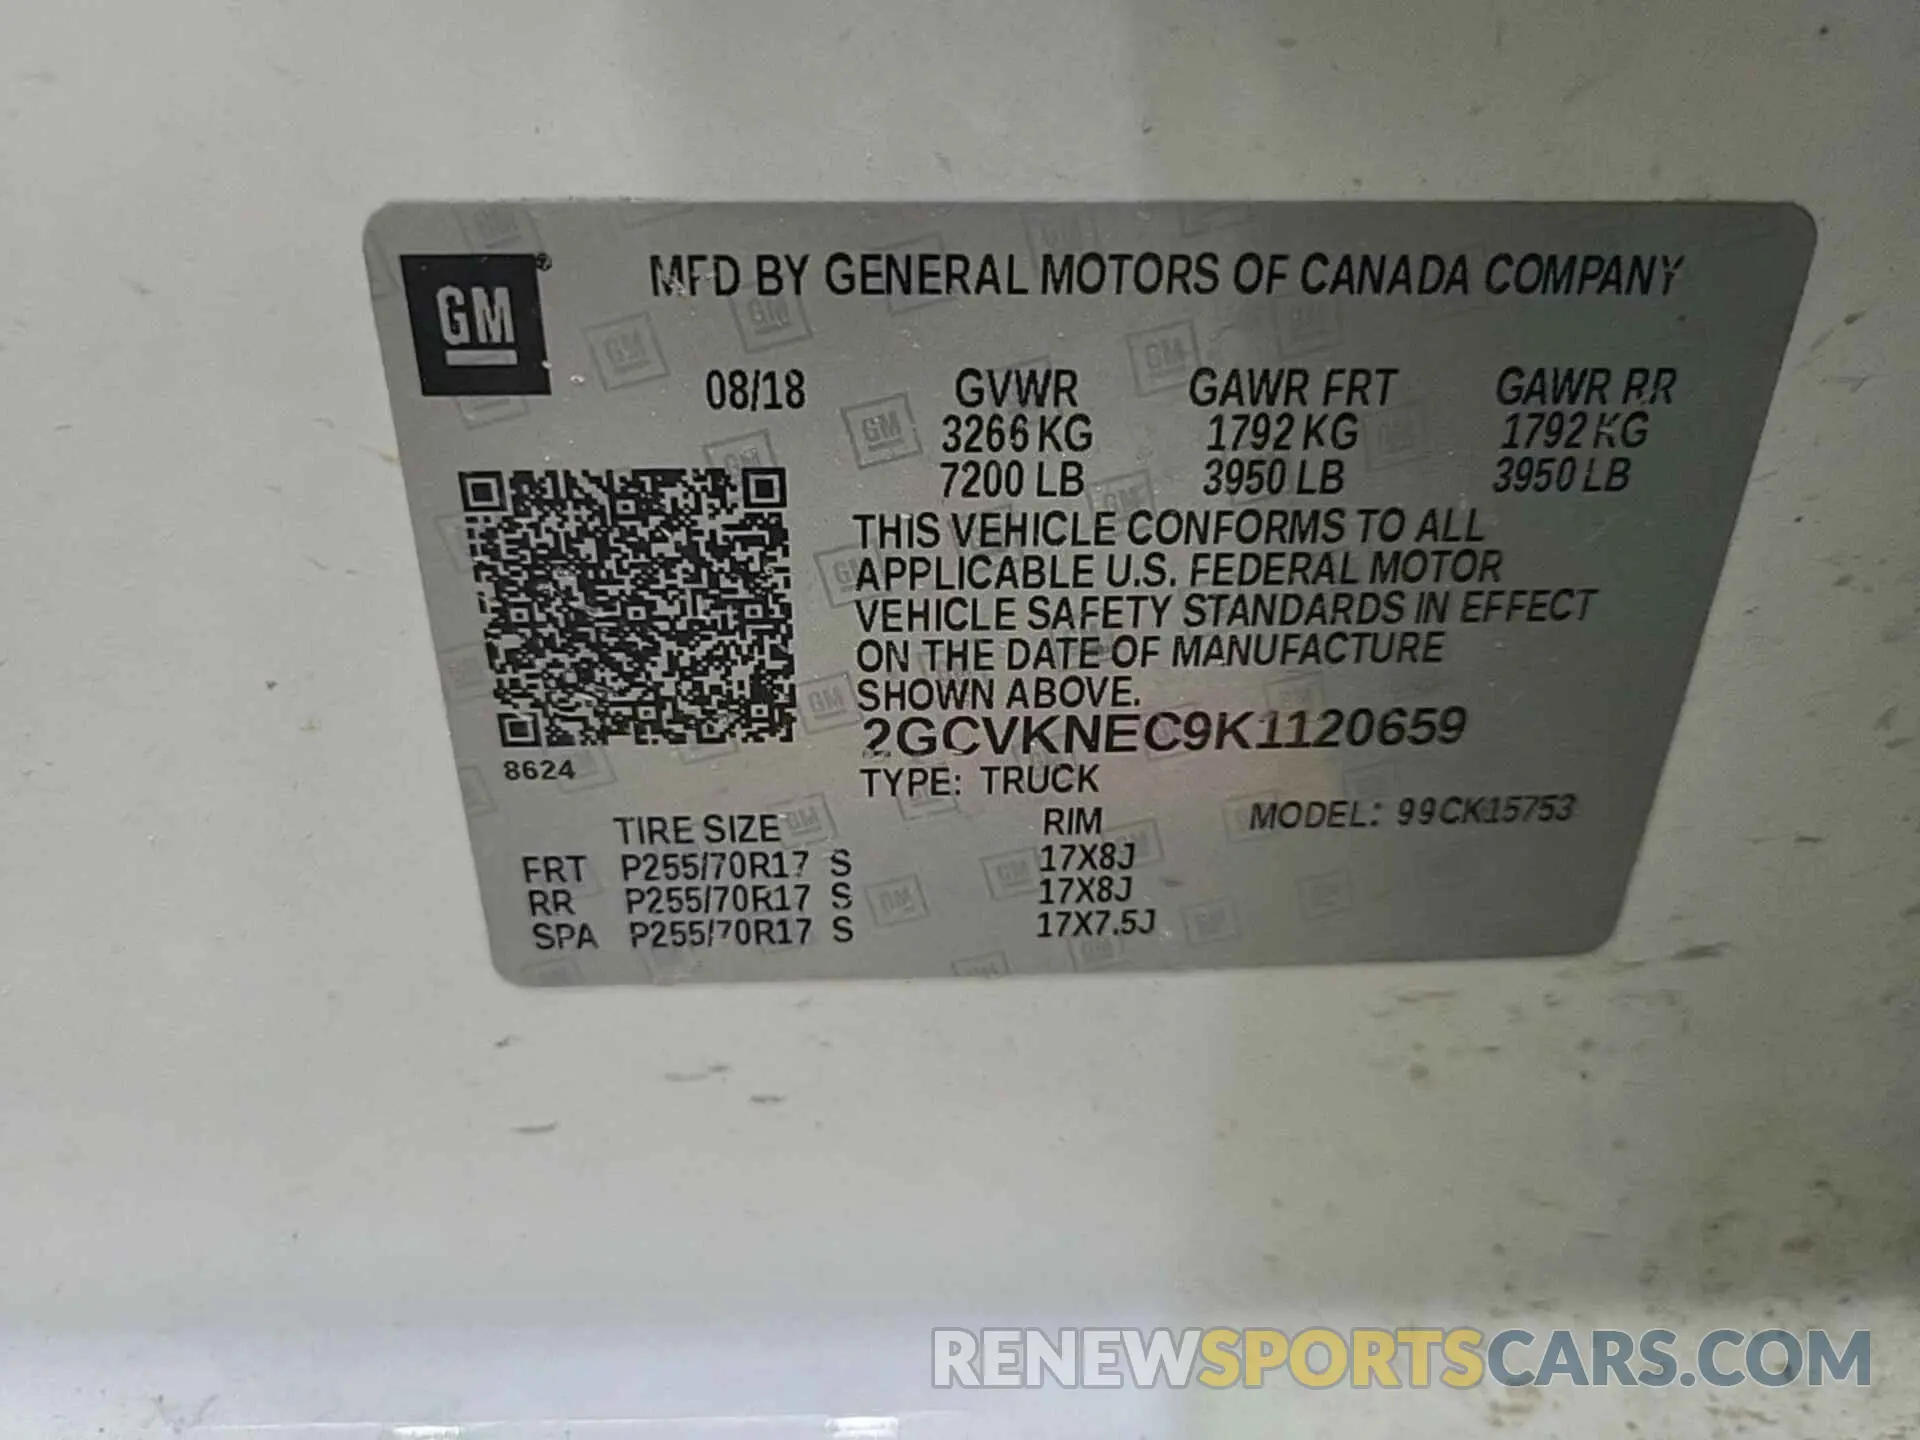 GM®
MFD BY GENERAL MOTORS OF CANADA COMPANY
08/18 GVWR GAWR FRT GAWR RR
3266 KG 1792 KG 1792 KG
7200 LB 3950 LB 3950 LB
THIS VEHICLE CONFORMS TO ALL
APPLICABLE U.S. FEDERAL MOTOR
VEHICLE SAFETY STANDARDS IN EFFECT
ON THE DATE OF MANUFACTURE
SHOWN ABOVE.
2GCVKNEC9K1120659
8624
TYPE: TRUCK
TIRE SIZE RIM MODEL: 99CK15753
FRT P255/70R17 S 17X8J
RR P255/70R17 S 17X8J
SPA P255/70R17 S 17X7.5J
RENEWSPORTSCARS.COM